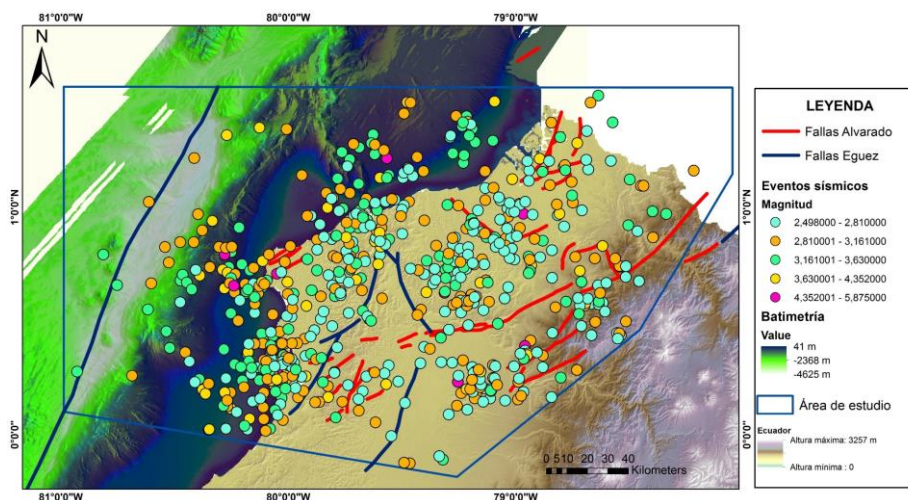 81°0'0"W
80°0'0"W
79°0'0"W
N
1°0'0"N
1°0'0"N
0°0'0"
0°0'0"
0 5 10 20 30 40
Kilometers
81°0'0"W
80°0'0"W
79°0'0"W
LEYENDA
Fallas Alvarado
Fallas Eguez
Eventos sísmicos
Magnitud
2,498000 - 2,810000
2,810001 - 3,161000
3,161001 - 3,630000
3,630001 - 4,352000
4,352001 - 5,875000
Batimetría
Value
41 m
-2368 m
-4625 m
Área de estudio
Ecuador
Altura máxima: 3257 m
Altura mínima : 0